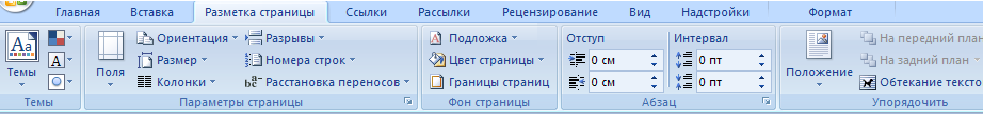 Главная Вставка Разметка страницы Ссылки Рассылки Рецензирование Вид Надстройки Формат
Aa Темы
A
Темы
Поля
Ориентация
Размер
Колонки
Разрывы
Номера строк
Расстановка переносов
Параметры страницы
Подложка
Цвет страницы
Границы страниц
Фон страницы
Отступ
0 см
0 см
Интервал
0 пт
0 пт
Абзац
Положение
На передний план
На задний план
Обтекание тексто
Упорядочить